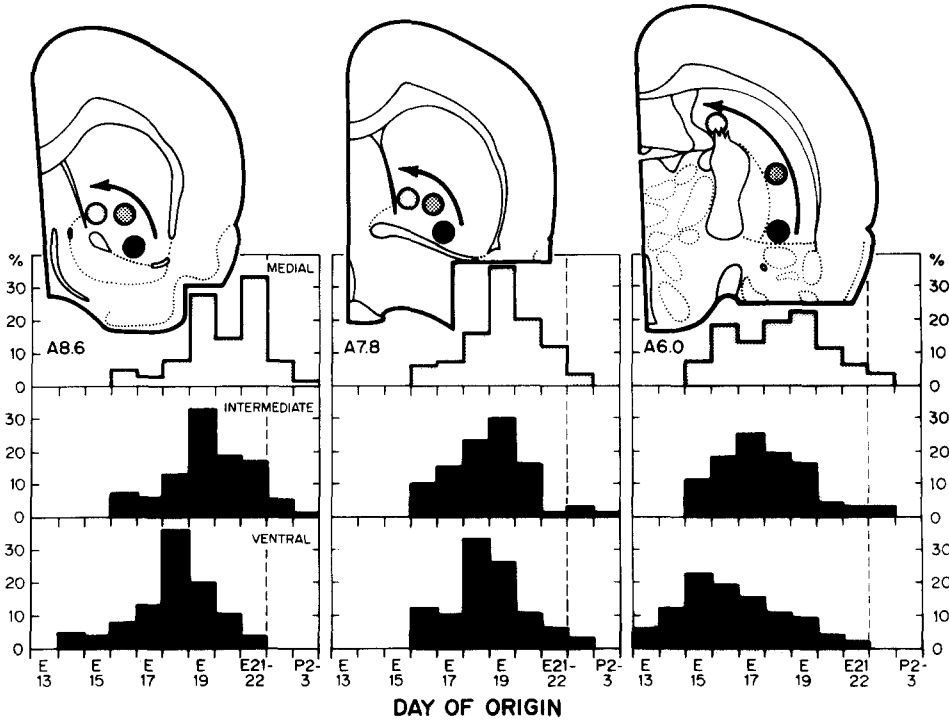 % MEDIAL %
30 30
20 20
A8.6 A7.8 A6.0
10 10
0 0
INTERMEDIATE
30 30
20 20
10 10
0 0
VENTRAL
30 30
20 20
10 10
0 0
E E E E E21- P2- E E E E E21- P2- E E E E E21 P2-
13 15 17 19 22 3 13 15 17 19 22 3 13 15 17 19 22 3
DAY OF ORIGIN